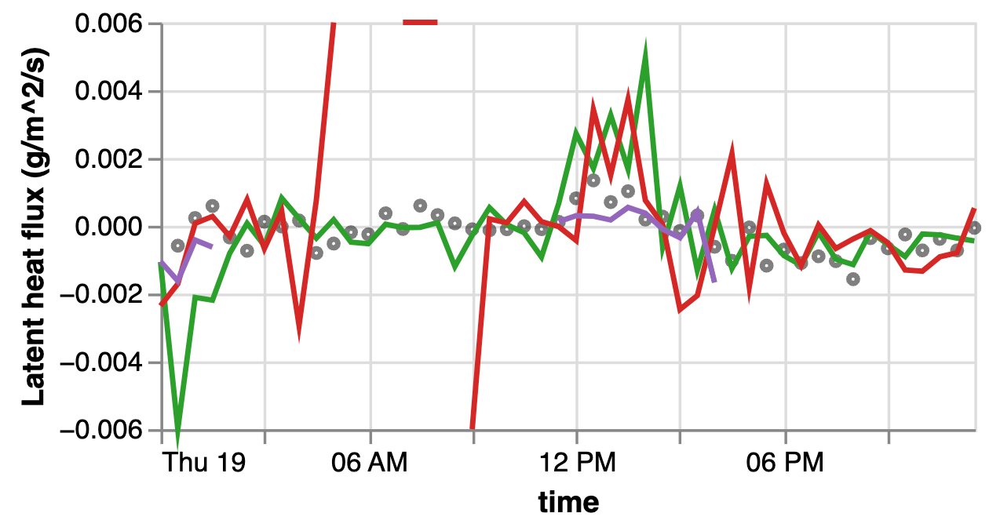 Latent heat flux (g/m^2/s)
0.006
0.004
0.002
0.000
−0.002
−0.004
−0.006
Thu 19 06 AM 12 PM 06 PM
time